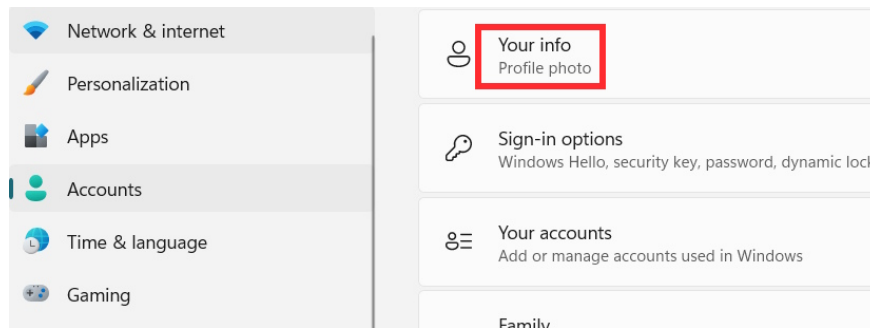 Network & internet
Personalization
Apps
Accounts
Time & language
Gaming
Your info
Profile photo
Sign-in options
Windows Hello, security key, password, dynamic lock
Your accounts
Add or manage accounts used in Windows
Family